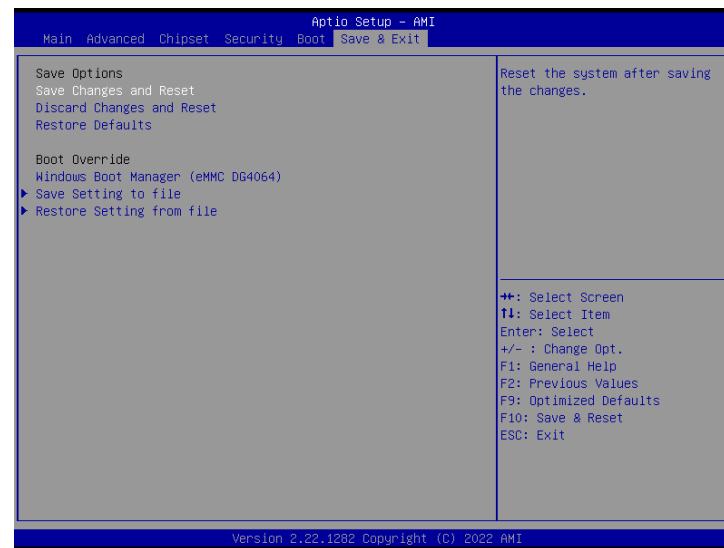 Aptio Setup – AMI
Main Advanced Chipset Security Boot Save & Exit
Save Options
Save Changes and Reset
Discard Changes and Reset
Restore Defaults
Boot Override
Windows Boot Manager (eMMC DG4064)
Save Setting to file
Restore Setting from file
Reset the system after saving
the changes.
→←: Select Screen
↑↓: Select Item
Enter: Select
+/- : Change Opt.
F1: General Help
F2: Previous Values
F9: Optimized Defaults
F10: Save & Reset
ESC: Exit
Version 2.22.1282 Copyright (C) 2022 AMI